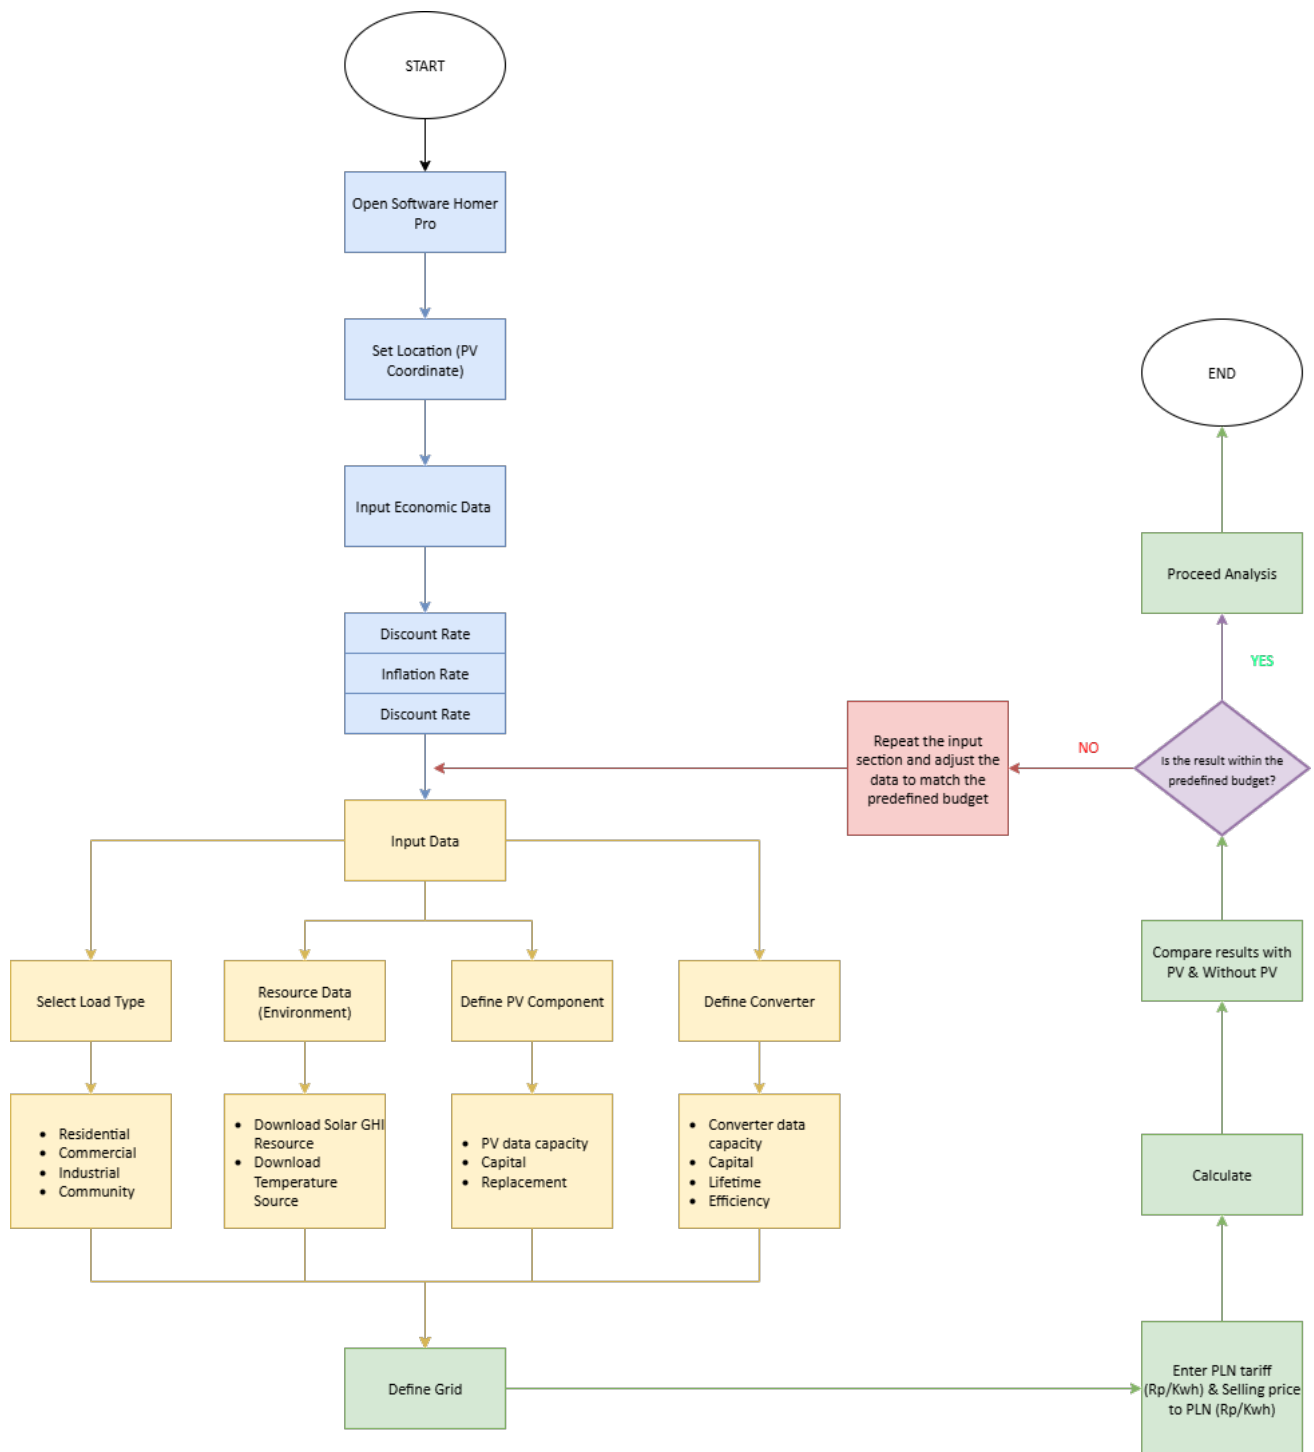 START
Open Software Homer
Pro
Set Location (PV
Coordinate)
Input Economic Data
Discount Rate
Inflation Rate
Discount Rate
Input Data
Select Load Type
Resource Data
(Environment)
Define PV Component
Define Converter
• Residential
• Commercial
• Industrial
• Community
• Download Solar GHI
Resource
• Download
Temperature
Source
• PV data capacity
• Capital
• Replacement
• Converter data
capacity
• Capital
• Lifetime
• Efficiency
Define Grid
Enter PLN tariff
(Rp/Kwh) & Selling price
to PLN (Rp/Kwh)
Calculate
Compare results with
PV & Without PV
Is the result within the
predefined budget?
NO
Repeat the input
section and adjust the
data to match the
predefined budget
YES
Proceed Analysis
END